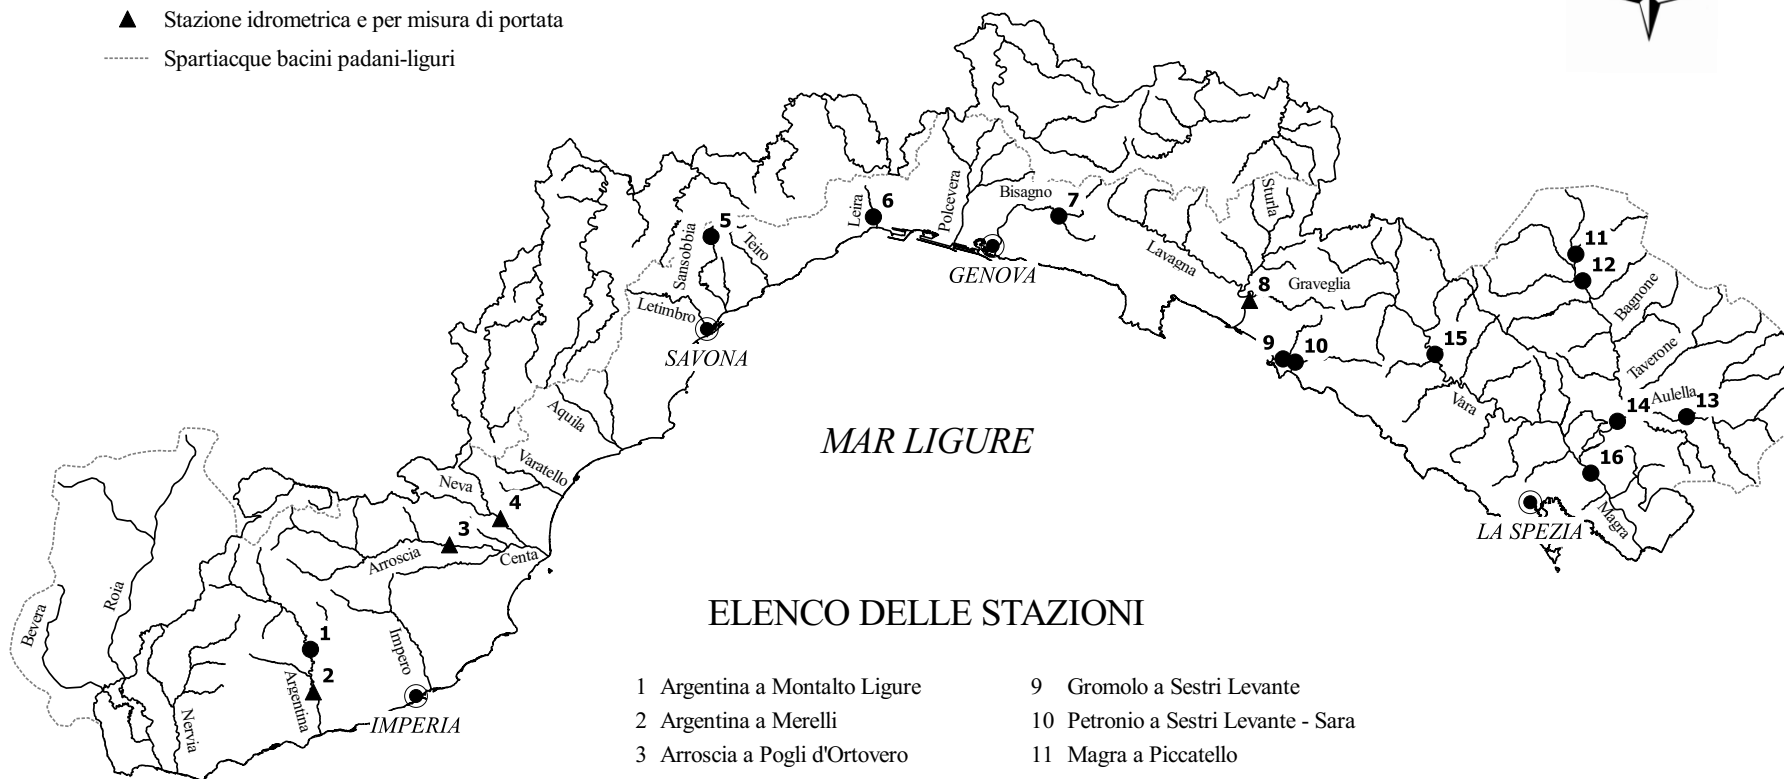 Stazione idrometrica e per misura di portata
Spartiacque bacini padani-liguri
Polcevera
Bisagno
7
Sturla
6
Leira
5
Teiro
Sansobbia
GENOVA
Lavagna
11
12
Bagnone
8
Graveglia
Letimbro
SAVONA
9
10
15
Taverone
Vara
Aulella
13
14
Aquila
MAR LIGURE
16
Varatello
Neva
4
LA SPEZIA
Magra
3
Arroscia
Centa
Roia
Bevera
1
Impero
2
Argentina
Nervia
IMPERIA
ELENCO DELLE STAZIONI
1 Argentina a Montalto Ligure
2 Argentina a Merelli
3 Arroscia a Pogli d'Ortovero
9 Gromolo a Sestri Levante
10 Petronio a Sestri Levante - Sara
11 Magra a Piccatello